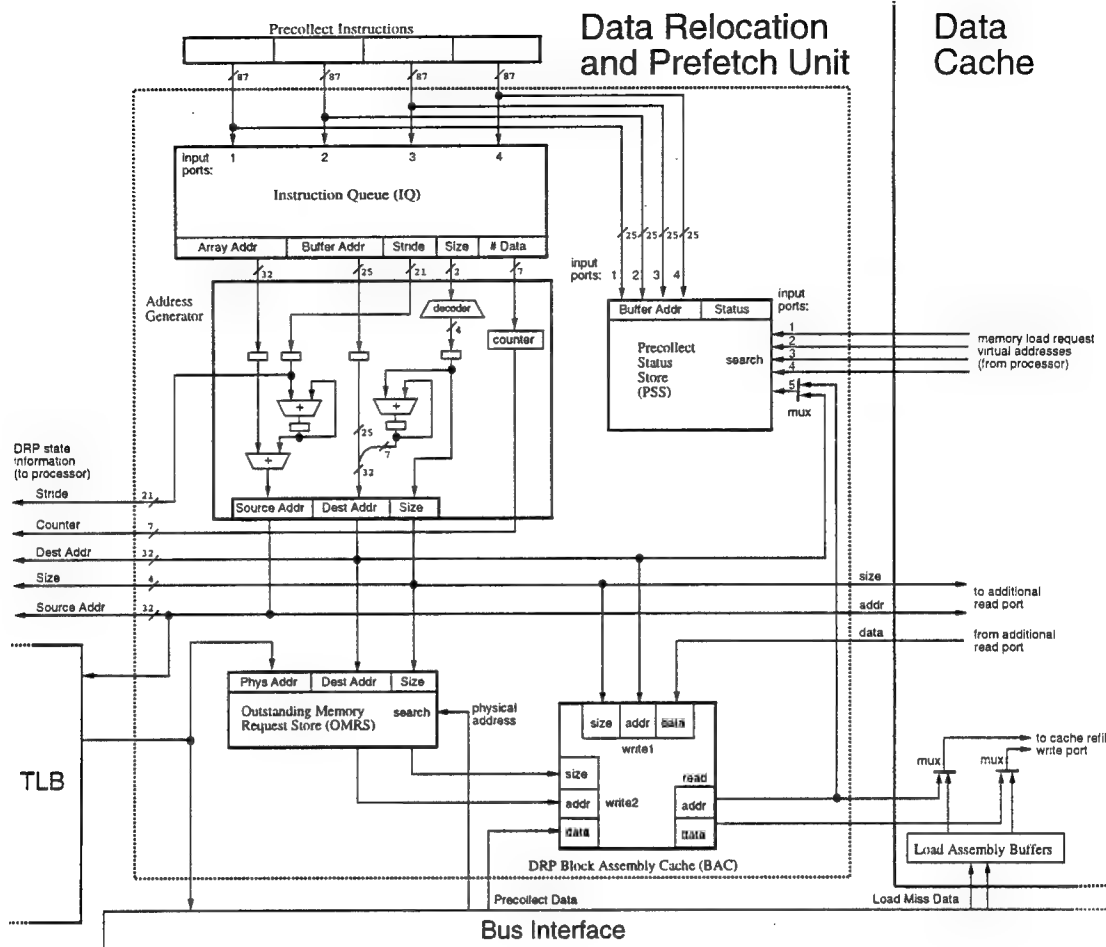 Precollect Instructions
Data Relocation
and Prefetch Unit
Data
Cache
87 87 87 87
input
ports:
1 2 3 4
Instruction Queue (IQ)
Array Addr Buffer Addr Stride Size # Data
25 25 25 25
32 25 21 2 7
input
ports: 1 2 3 4
Address
Generator
decoder
4
counter
Buffer Addr Status
input
ports:
Precollect
Status
Store
(PSS)
search
1
2
3
4
5
mux
memory load request
virtual addresses
(from processor)
+
+
25
7
32
+
DRP state
information
(to processor)
Stride 21
Source Addr Dest Addr Size
Counter 7
Dest Addr 32
Size 4
size
to additional
read port
Source Addr 32
addr
data
from additional
read port
Phys Addr Dest Addr Size
Outstanding Memory
Request Store (OMRS)
search
physical
address
size addr data
write1
TLB
size
addr
data
write2
read
addr
data
mux
mux
to cache refill
write port
Load Assembly Buffers
DRP Block Assembly Cache (BAC)
Precollect Data
Load Miss Data
Bus Interface